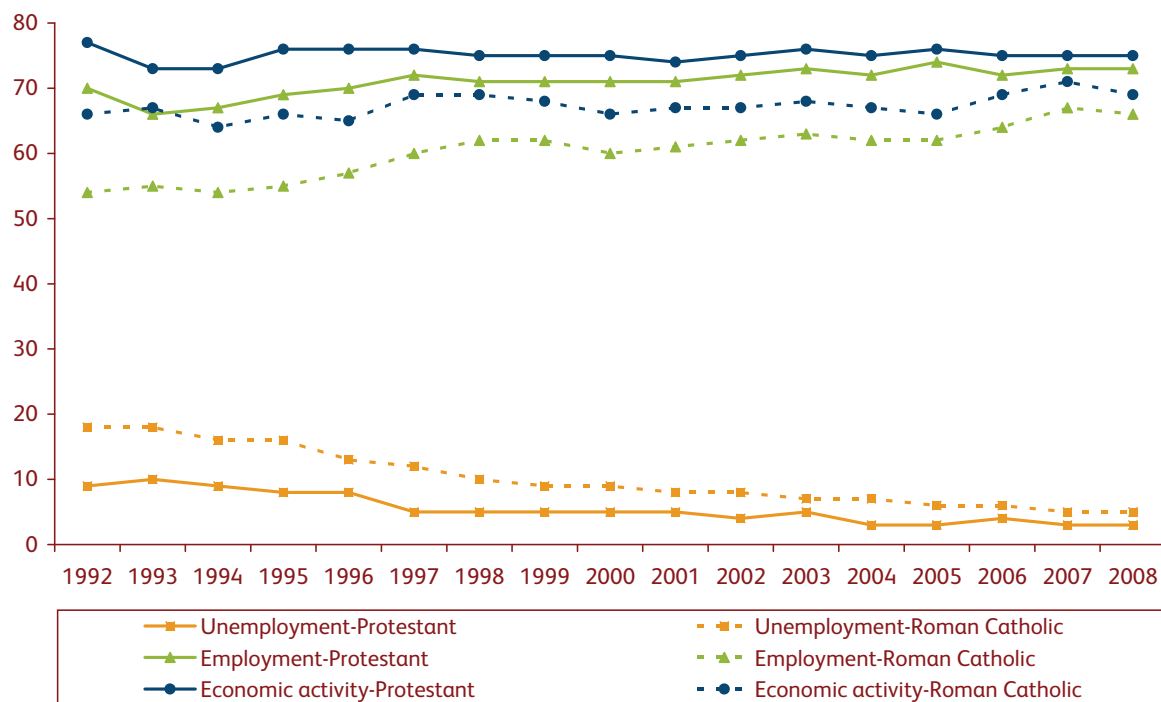 80
70
60
50
40
30
20
10
0
1992 1993 1994 1995 1996 1997 1998 1999 2000 2001 2002 2003 2004 2005 2006 2007 2008
Unemployment-Protestant Unemployment-Roman Catholic
Employment-Protestant Employment-Roman Catholic
Economic activity-Protestant Economic activity-Roman Catholic